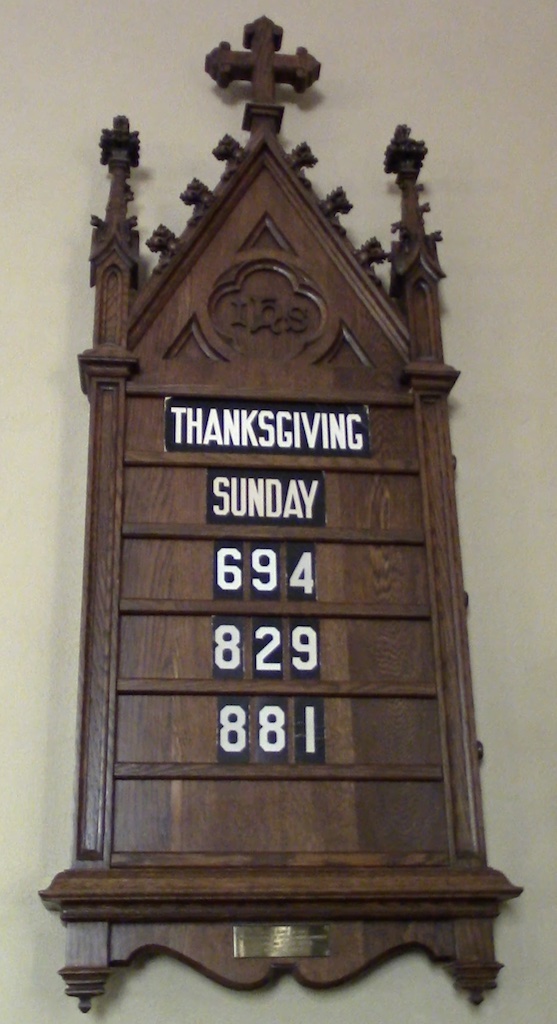 IHS
THANKSGIVING
SUNDAY
694
829
881